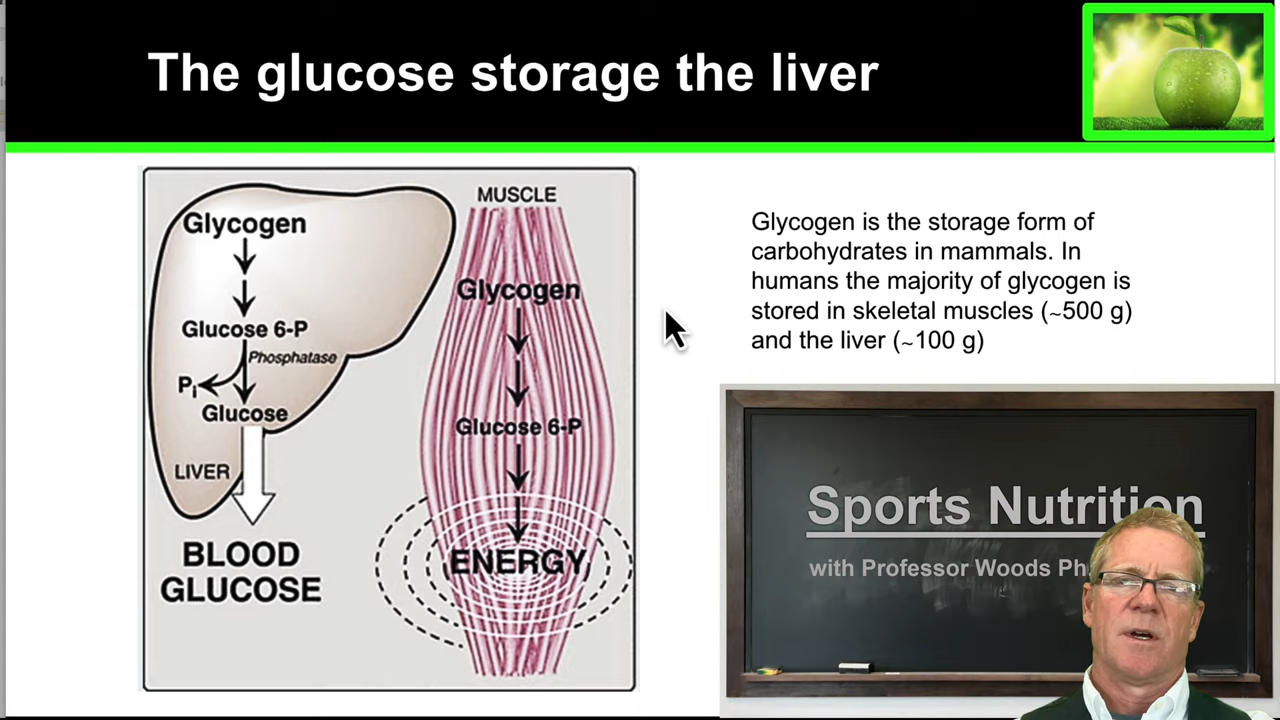 The glucose storage the liver
Glycogen
Glucose 6-P
Phosphatase
Pi
Glucose
LIVER
BLOOD
GLUCOSE
MUSCLE
Glycogen
Glucose 6-P
ENERGY
Glycogen is the storage form of
carbohydrates in mammals. In
humans the majority of glycogen is
stored in skeletal muscles (~500 g)
and the liver (~100 g)
Sports Nutrition
with Professor Woods Ph.